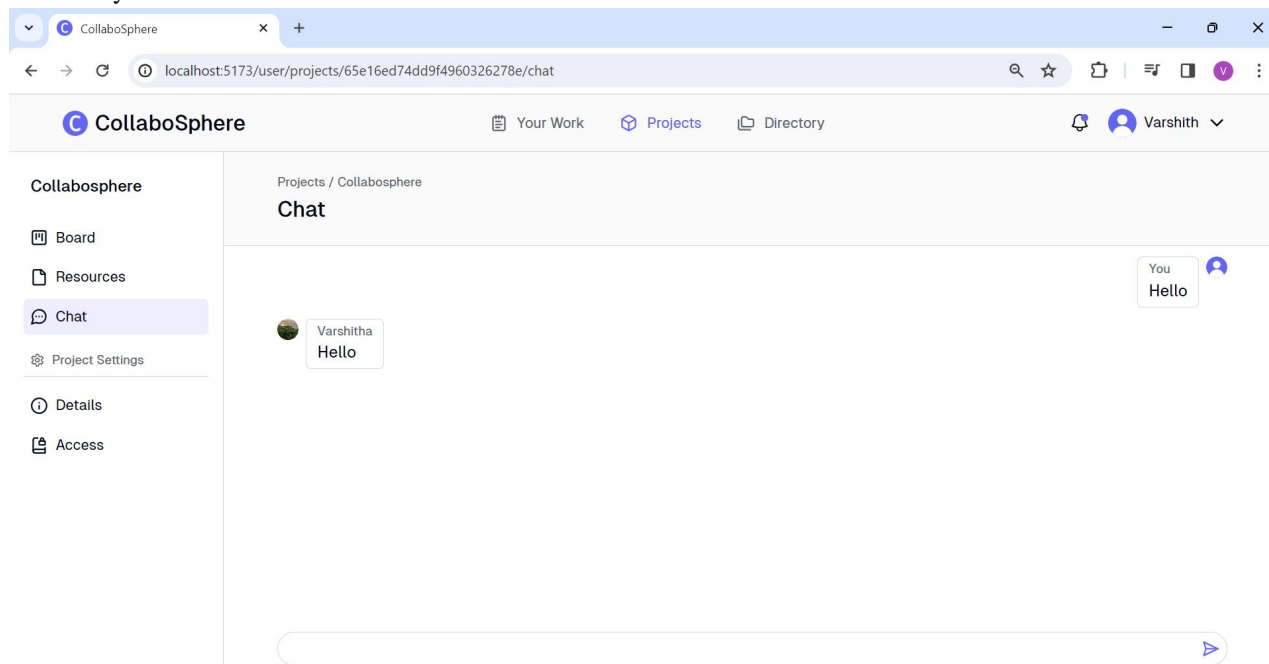 CollaboSphere
localhost:5173/user/projects/65e16ed74dd9f4960326278e/chat
V
C CollaboSphere
Your Work
Projects
Directory
Varshith
Collabosphere
Board
Resources
Chat
Project Settings
Details
Access
Projects / Collabosphere
Chat
You
Hello
Varshitha
Hello